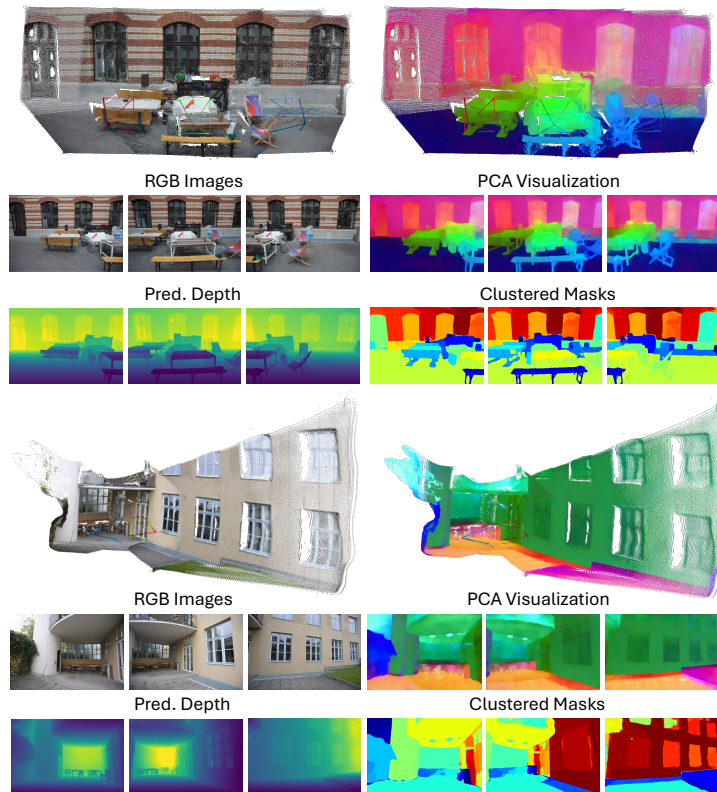 RGB Images
PCA Visualization
Pred. Depth
Clustered Masks
RGB Images
PCA Visualization
Pred. Depth
Clustered Masks